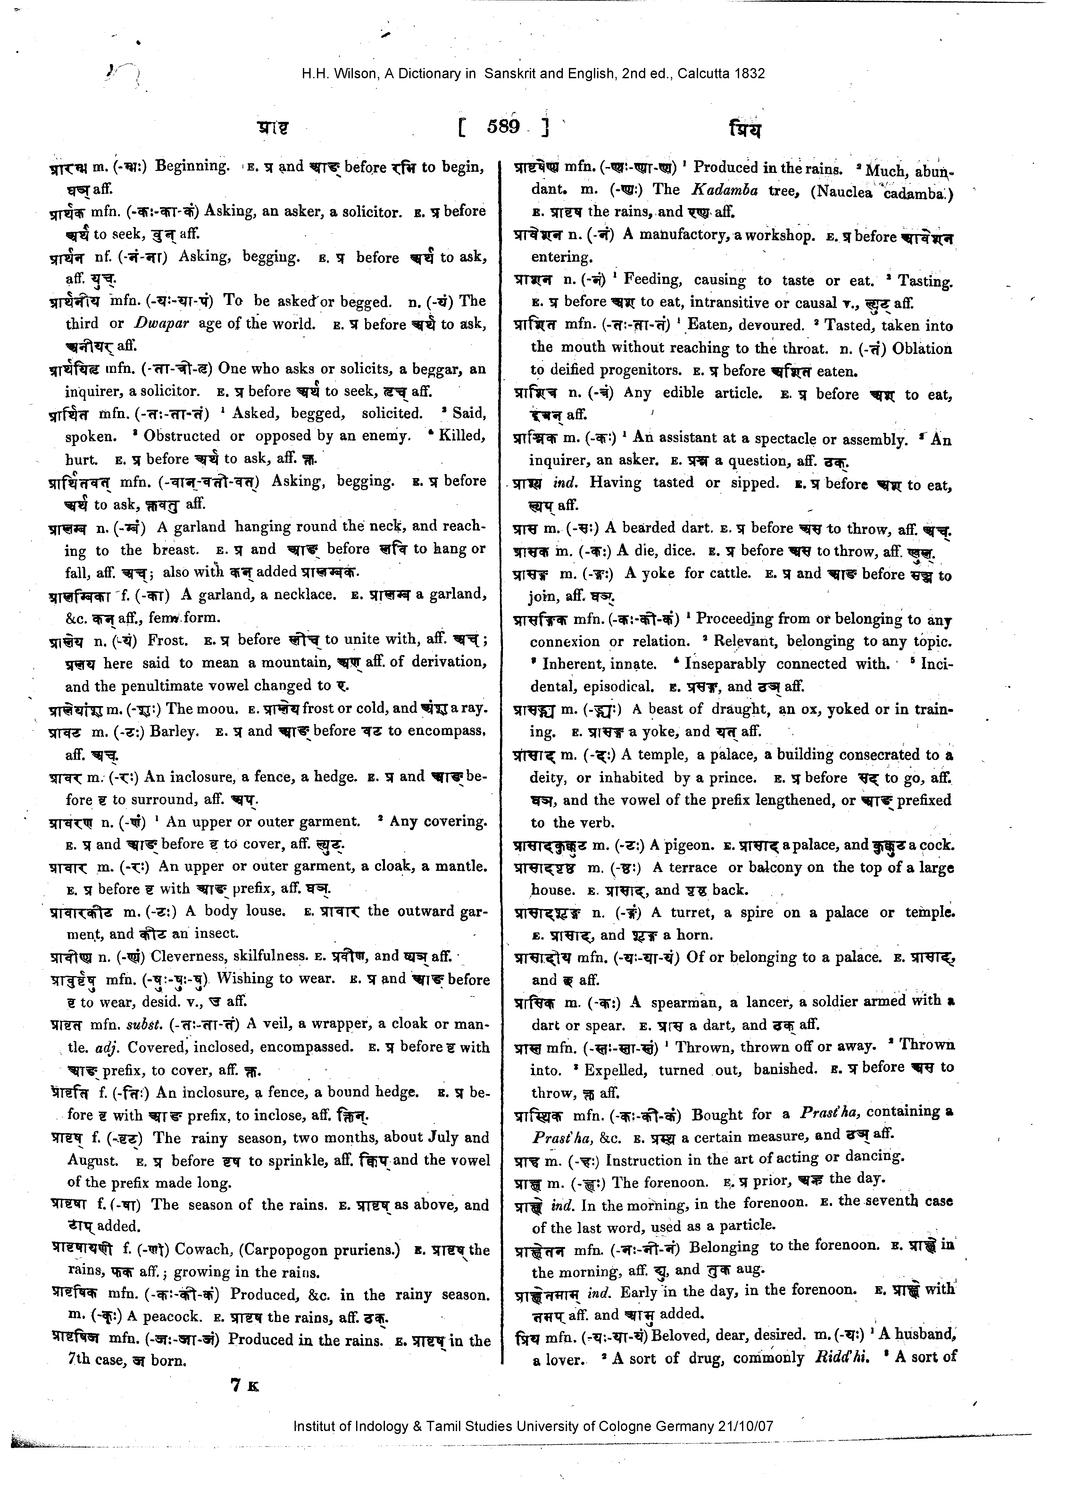 H.H. Wilson, A Dictionary in Sanskrit and English, 2nd ed., Calcutta 1832
प्रावृ [ 589 ] प्रिय
प्रारम्भ m. (-म्भः) Beginning. E. प्र and आङ् before रभि to begin,
घञ् aff.
प्रार्थक mfn. (-कः-का-कं) Asking, an asker, a solicitor. E. प्र before
अर्थ to seek, वुन् aff.
प्रार्थन nf. (-नं-ना) Asking, begging. E. प्र before अर्थ to ask,
aff. युच्.
प्रार्थनीय mfn. (-यः-या-यं) To be asked or begged. n. (-यं) The
third or Dwapar age of the world. E. प्र before अर्थ to ask,
अनीयर् aff.
प्रार्थयितृ mfn. (-ता-त्री-तृ) One who asks or solicits, a beggar, an
inquirer, a solicitor. E. प्र before अर्थ to seek, तृच् aff.
प्रार्थित mfn. (-तः-ता-तं) ¹ Asked, begged, solicited. ² Said,
spoken. ³ Obstructed or opposed by an enemy. ⁴ Killed,
hurt. E. प्र before अर्थ to ask, aff. क्त.
प्रार्थितवत् mfn. (-वान्-वती-वत्) Asking, begging. E. प्र before
अर्थ to ask, क्तवतु aff.
प्रालम्ब n. (-म्बं) A garland hanging round the neck, and reach-
ing to the breast. E. प्र and आङ् before लवि to hang or
fall, aff. अच्; also with कन् added प्रालम्बक.
प्रालम्बिका f. (-का) A garland, a necklace. E. प्रालम्ब a garland,
&c. कन् aff., fem. form.
प्रालेय n. (-यं) Frost. E. प्र before लीच् to unite with, aff. अच्;
प्रलय here said to mean a mountain, अण् aff. of derivation,
and the penultimate vowel changed to ए.
प्रालेयांशु m. (-शुः) The moou. E. प्रालेय frost or cold, and अंशु a ray.
प्रावट m. (-टः) Barley. E. प्र and आङ् before वट to encompass,
aff. अच्.
प्रावर m. (-रः) An inclosure, a fence, a hedge. E. प्र and आङ् be-
fore वृ to surround, aff. अप्.
प्रावरण n. (-णं) ¹ An upper or outer garment. ² Any covering.
E. प्र and आङ् before वृ to cover, aff. ल्युट्.
प्रावार m. (-रः) An upper or outer garment, a cloak, a mantle.
E. प्र before वृ with आङ् prefix, aff. घञ्.
प्रावारकीट m. (-टः) A body louse. E. प्रावार the outward gar-
ment, and कीट an insect.
प्रावीण्य n. (-ण्यं) Cleverness, skilfulness. E. प्रवीण, and ष्यञ् aff.
प्रावुर्षु mfn. (-षुः-षुः-षु) Wishing to wear. E. प्र and आङ् before
वृ to wear, desid. v., उ aff.
प्रावृत mfn. subst. (-तः-ता-तं) A veil, a wrapper, a cloak or man-
tle. adj. Covered, inclosed, encompassed. E. प्र before वृ with
आङ् prefix, to cover, aff. क्त.
प्रावृति f. (-तिः) An inclosure, a fence, a bound hedge. E. प्र be-
fore वृ with आङ् prefix, to inclose, aff. क्तिन्.
प्रावृष् f. (-वृट्) The rainy season, two months, about July and
August. E. प्र before वृष to sprinkle, aff. क्विप् and the vowel
of the prefix made long.
प्रावृषा f. (-षा) The season of the rains. E. प्रावृष् as above, and
टाप् added.
प्रावृषायणी f. (-णी) Cowach, (Carpopogon pruriens.) E. प्रावृष् the
rains, फक aff.; growing in the rains.
प्रावृषिक mfn. (-कः-की-कं) Produced, &c. in the rainy season.
m. (-कः) A peacock. E. प्रावृष the rains, aff. ठक्.
प्रावृषिज mfn. (-जः-जा-जं) Produced in the rains. E. प्रावृष् in the
7th case, ज born.
7 K
प्रावृषेण्य mfn. (-ण्यः-ण्या-ण्यं) ¹ Produced in the rains. ² Much, abun-
dant. m. (-ण्यः) The Kadamba tree, (Nauclea cadamba.)
E. प्रावृष the rains, and एण्य aff.
प्रावेशन n. (-नं) A manufactory, a workshop. E. प्र before आवेशन
entering.
प्राशन n. (-नं) ¹ Feeding, causing to taste or eat. ² Tasting.
E. प्र before अश to eat, intransitive or causal v., ल्युट् aff.
प्राशित mfn. (-तः-ता-तं) ¹ Eaten, devoured. ² Tasted, taken into
the mouth without reaching to the throat. n. (-तं) Oblation
to deified progenitors. E. प्र before अशित eaten.
प्राशित्र n. (-त्रं) Any edible article. E. प्र before अश to eat,
इत्रन् aff.
प्राश्निक m. (-कः) ¹ An assistant at a spectacle or assembly. ² An
inquirer, an asker. E. प्रश्न a question, aff. ठक्.
प्राश्य ind. Having tasted or sipped. E. प्र before अश to eat,
ल्यप् aff.
प्रास m. (-सः) A bearded dart. E. प्र before अस to throw, aff. अच्.
प्रासक m. (-कः) A die, dice. E. प्र before अस to throw, aff. ण्वुल्.
प्रासङ्ग m. (-ङ्गः) A yoke for cattle. E. प्र and आङ before सञ्ज to
join, aff. घञ्.
प्रासङ्गिक mfn. (-कः-की-कं) ¹ Proceeding from or belonging to any
connexion or relation. ² Relevant, belonging to any topic.
³ Inherent, innate. ⁴ Inseparably connected with. ⁵ Inci-
dental, episodical. E. प्रसङ्ग, and ठञ् aff.
प्रासङ्ग्य m. (-ङ्ग्यः) A beast of draught, an ox, yoked or in train-
ing. E. प्रासङ्ग a yoke, and यत् aff.
प्रासाद m. (-दः) A temple, a palace, a building consecrated to a
deity, or inhabited by a prince. E. प्र before सद् to go, aff.
घञ, and the vowel of the prefix lengthened, or आङ् prefixed
to the verb.
प्रासादकुक्कुट m. (-टः) A pigeon. E. प्रासाद a palace, and कुक्कुट a cock.
प्रासादपृष्ठ m. (-ष्ठः) A terrace or balcony on the top of a large
house. E. प्रासाद, and पृष्ठ back.
प्रासादशृङ्ग n. (-ङ्गं) A turret, a spire on a palace or temple.
E. प्रासाद, and शृङ्ग a horn.
प्रासादीय mfn. (-यः-या-यं) Of or belonging to a palace. E. प्रासाद,
and छ aff.
प्रासिक m. (-कः) A spearman, a lancer, a soldier armed with a
dart or spear. E. प्रास a dart, and ठक् aff.
प्रास्त mfn. (-स्तः-स्ता-स्तं) ¹ Thrown, thrown off or away. ² Thrown
into. ³ Expelled, turned out, banished. E. प्र before अस to
throw, क्त aff.
प्रास्थिक mfn. (-कः-की-कं) Bought for a Prast'ha, containing a
Prast'ha, &c. E. प्रस्थ a certain measure, and ठञ् aff.
प्राह m. (-हः) Instruction in the art of acting or dancing.
प्राह्ण m. (-ह्णः) The forenoon. E. प्र prior, अह्न the day.
प्राह्णे ind. In the morning, in the forenoon. E. the seventh case
of the last word, used as a particle.
प्राह्णेतन mfn. (-नः-नी-नं) Belonging to the forenoon. E. प्राह्णे in
the morning, aff. द्यु, and तुक aug.
प्राह्णेतमाम् ind. Early in the day, in the forenoon. E. प्राह्णे with
तमप् aff. and आमु added.
प्रिय mfn. (-यः-या-यं) Beloved, dear, desired. m. (-यः) ¹ A husband,
a lover. ² A sort of drug, commonly Ridd'hi. ³ A sort of
Institut of Indology & Tamil Studies University of Cologne Germany 21/10/07